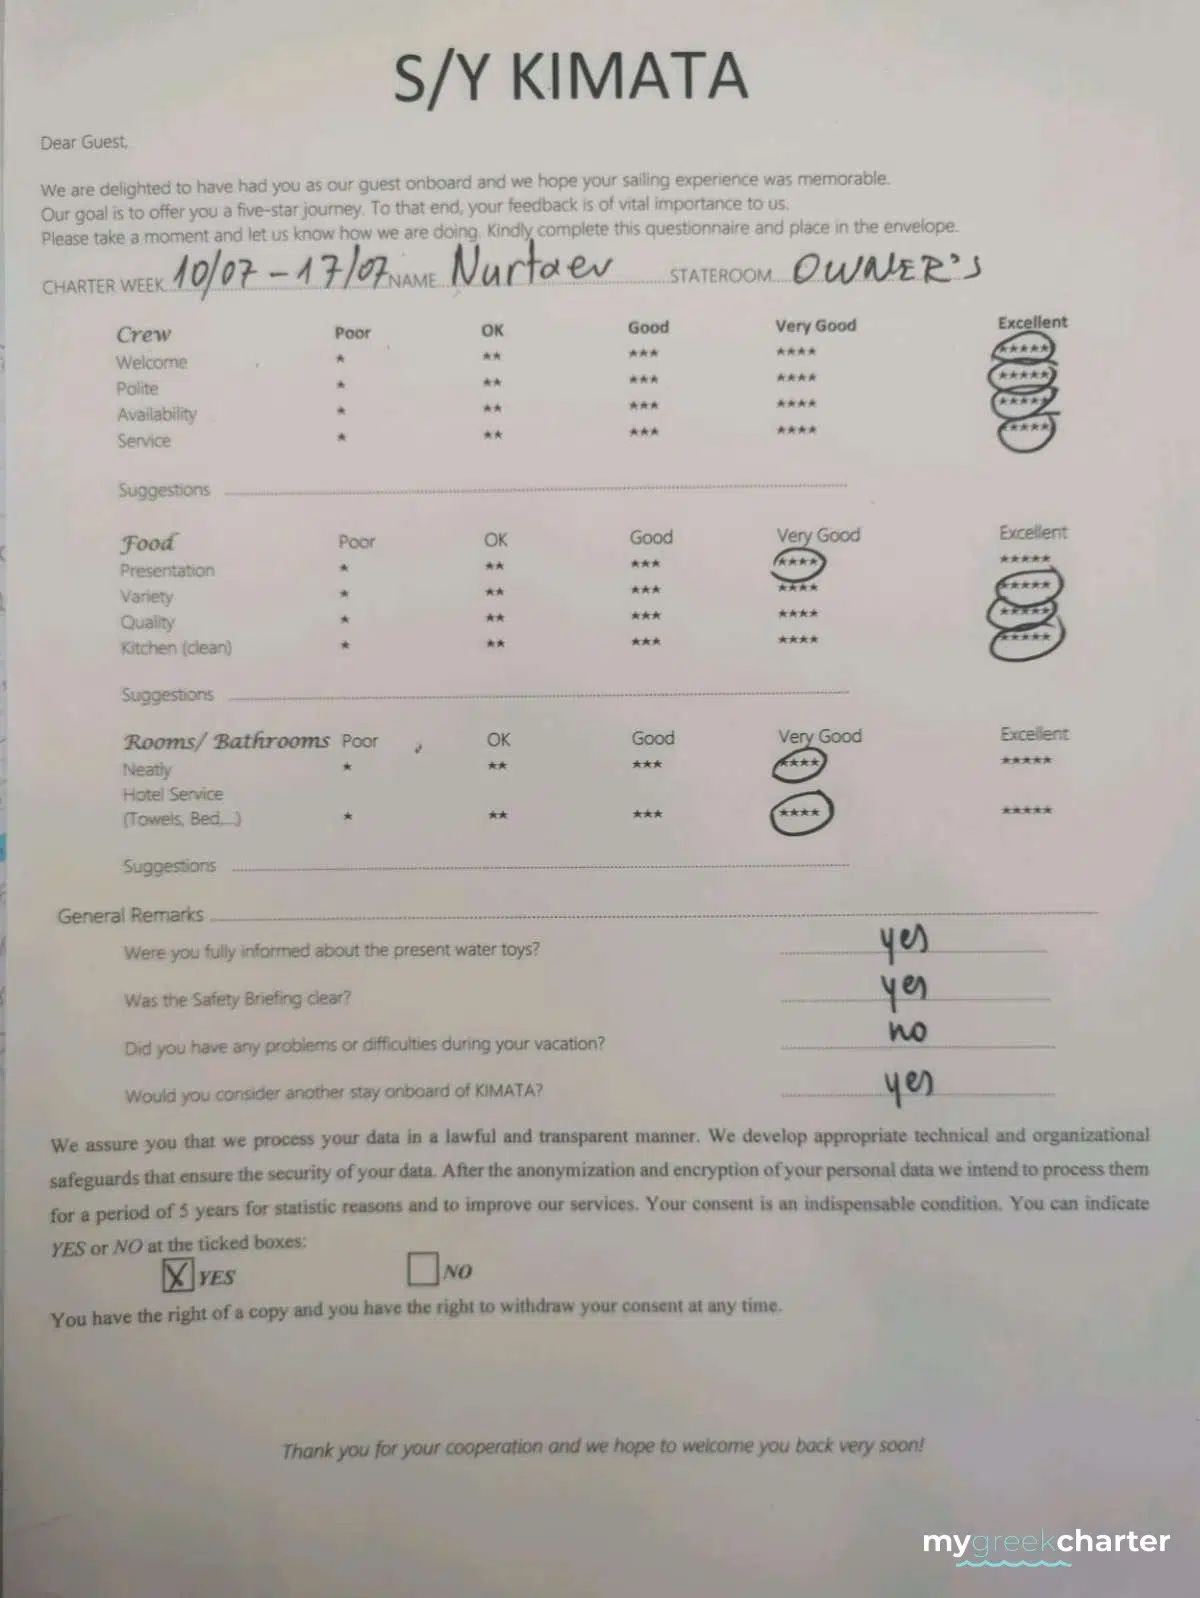 S/Y KIMATA
Dear Guest,
We are delighted to have had you as our guest onboard and we hope your sailing experience was memorable.
Our goal is to offer you a five-star journey. To that end, your feedback is of vital importance to us.
Please take a moment and let us know how we are doing. Kindly complete this questionnaire and place in the envelope.
CHARTER WEEK 10/07 - 17/07 NAME Nurtaev STATEROOM OWNER'S
Crew Poor OK Good Very Good Excellent
Welcome * ** *** **** *****
Polite * ** *** **** *****
Availability * ** *** **** *****
Service * ** *** **** *****
Suggestions
Food Poor OK Good Very Good Excellent
Presentation * ** *** **** *****
Variety * ** *** **** *****
Quality * ** *** **** *****
Kitchen (clean) * ** *** **** *****
Suggestions
Rooms/ Bathrooms Poor OK Good Very Good Excellent
Neatly * ** *** **** *****
Hotel Service
(Towels, Bed,...) * ** *** **** *****
Suggestions
General Remarks
Were you fully informed about the present water toys? yes
Was the Safety Briefing clear? yes
Did you have any problems or difficulties during your vacation? no
Would you consider another stay onboard of KIMATA? yes
We assure you that we process your data in a lawful and transparent manner. We develop appropriate technical and organizational
safeguards that ensure the security of your data. After the anonymization and encryption of your personal data we intend to process them
for a period of 5 years for statistic reasons and to improve our services. Your consent is an indispensable condition. You can indicate
YES or NO at the ticked boxes:
X YES NO
You have the right of a copy and you have the right to withdraw your consent at any time.
Thank you for your cooperation and we hope to welcome you back very soon!
mygreekcharter